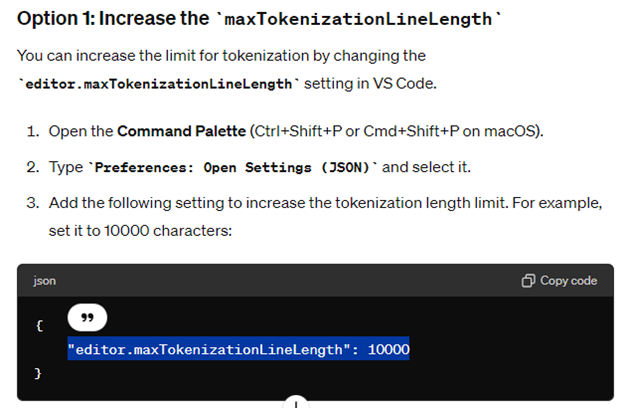 Option 1: Increase the `maxTokenizationLineLength`
You can increase the limit for tokenization by changing the
`editor.maxTokenizationLineLength` setting in VS Code.
1. Open the Command Palette (Ctrl+Shift+P or Cmd+Shift+P on macOS).
2. Type `Preferences: Open Settings (JSON)` and select it.
3. Add the following setting to increase the tokenization length limit. For example,
set it to 10000 characters:
json Copy code
{
"editor.maxTokenizationLineLength": 10000
}